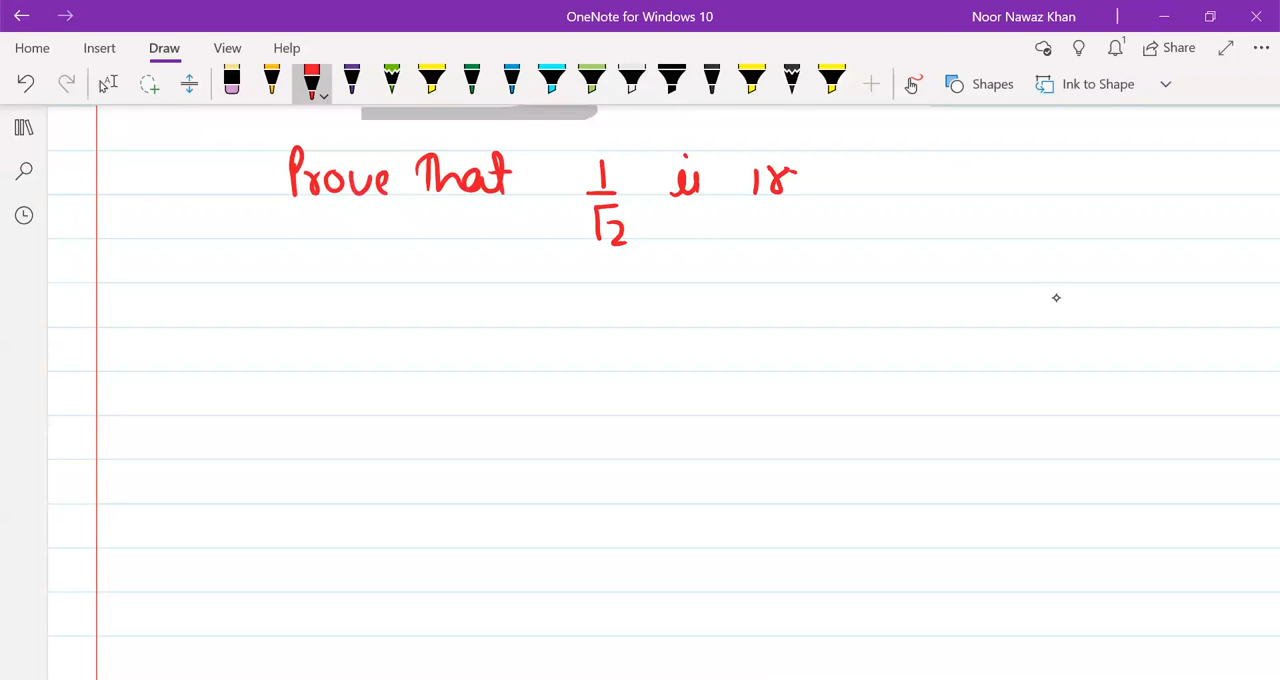 OneNote for Windows 10 Noor Nawaz Khan
Home Insert Draw View Help 1 Share
Shapes Ink to Shape
Prove That 1/√2 is ir